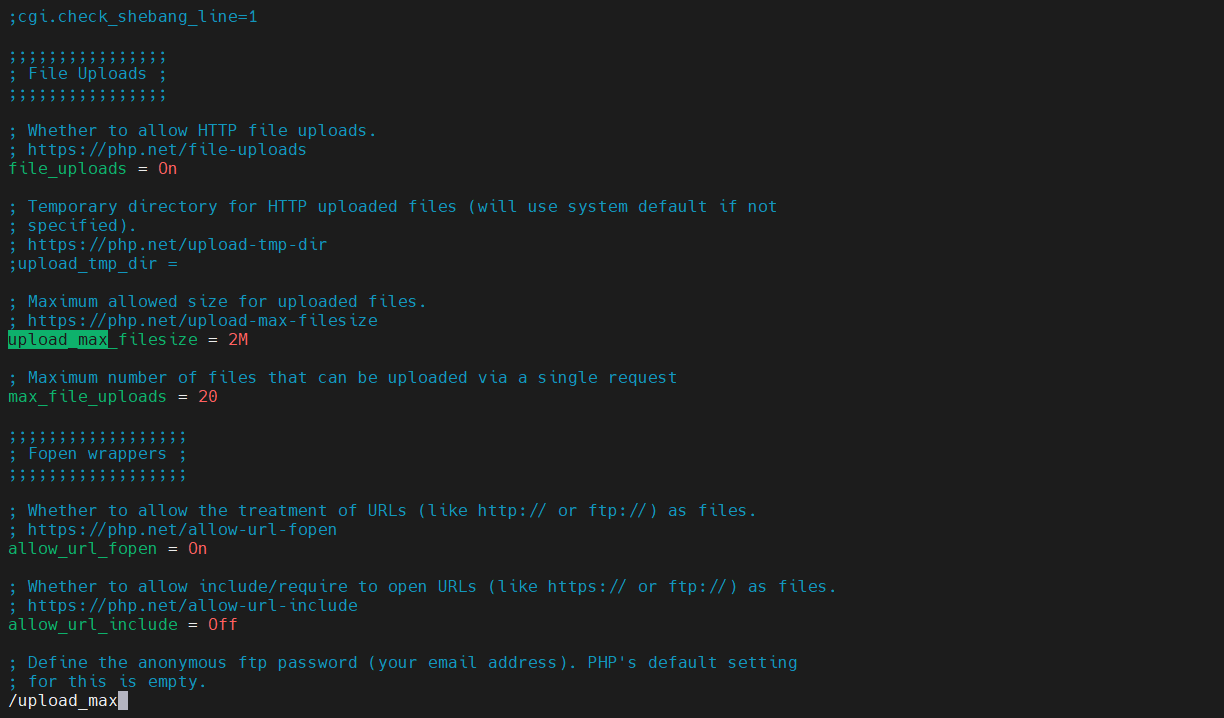 ;cgi.check_shebang_line=1
;;;;;;;;;;;;;;;;
; File Uploads ;
;;;;;;;;;;;;;;;;
; Whether to allow HTTP file uploads.
; https://php.net/file-uploads
file_uploads = On
; Temporary directory for HTTP uploaded files (will use system default if not
; specified).
; https://php.net/upload-tmp-dir
;upload_tmp_dir =
; Maximum allowed size for uploaded files.
; https://php.net/upload-max-filesize
upload_max_filesize = 2M
; Maximum number of files that can be uploaded via a single request
max_file_uploads = 20
;;;;;;;;;;;;;;;;;;
; Fopen wrappers ;
;;;;;;;;;;;;;;;;;;
; Whether to allow the treatment of URLs (like http:// or ftp://) as files.
; https://php.net/allow-url-fopen
allow_url_fopen = On
; Whether to allow include/require to open URLs (like https:// or ftp://) as files.
; https://php.net/allow-url-include
allow_url_include = Off
; Define the anonymous ftp password (your email address). PHP's default setting
; for this is empty.
/upload_max